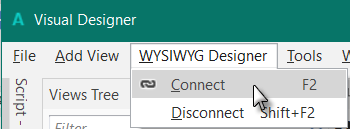 A Visual Designer
File Add View WYSIWYG Designer Tools
Script -
Views Tree
Connect F2
Disconnect Shift+F2
Filter